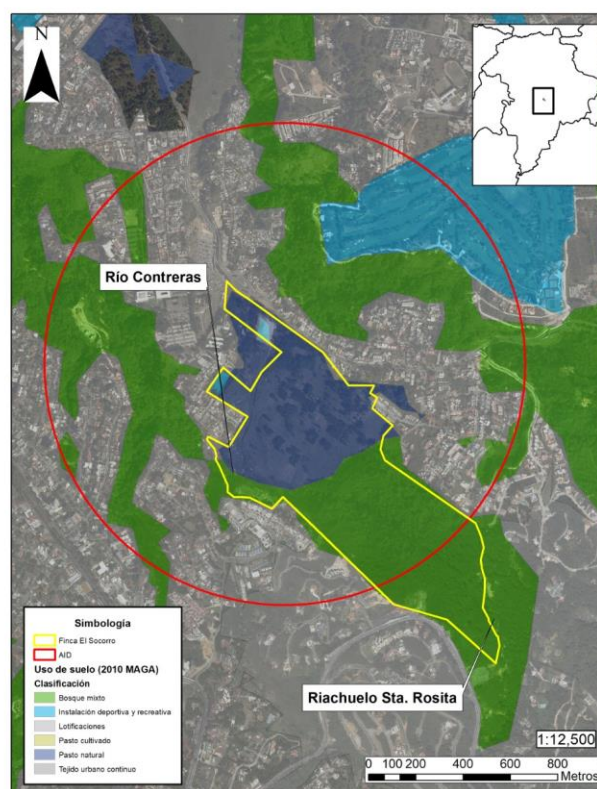 Río Contreras
Simbología
Finca El Socorro
AID
Uso de suelo (2010 MAGA)
Clasificación
Bosque mixto
Instalación deportiva y recreativa
Lotificaciones
Pasto cultivado
Pasto natural
Tejido urbano continuo
Riachuelo Sta. Rosita
1:12,500
0 100 200 400 600 800
Metros